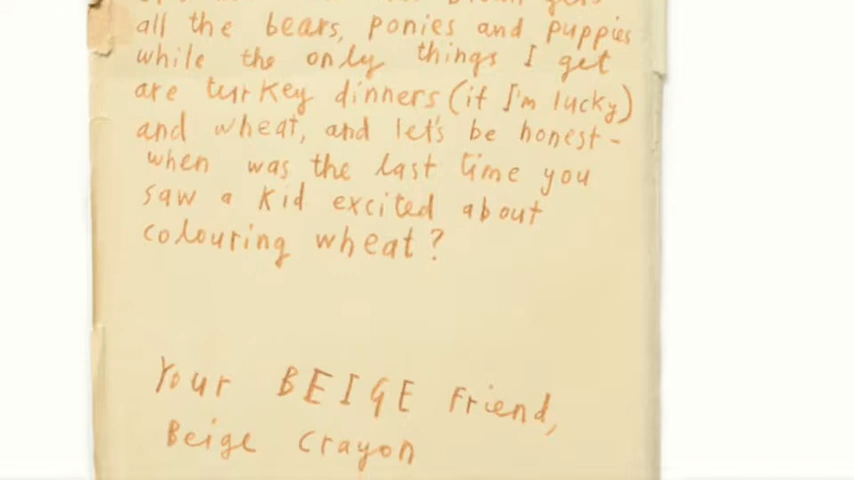 all the bears, ponies and puppies
while the only things I get
are turkey dinners (if I'm lucky)
and wheat, and let's be honest -
when was the last time you
saw a kid excited about
colouring wheat?
Your BEIGE friend,
Beige Crayon